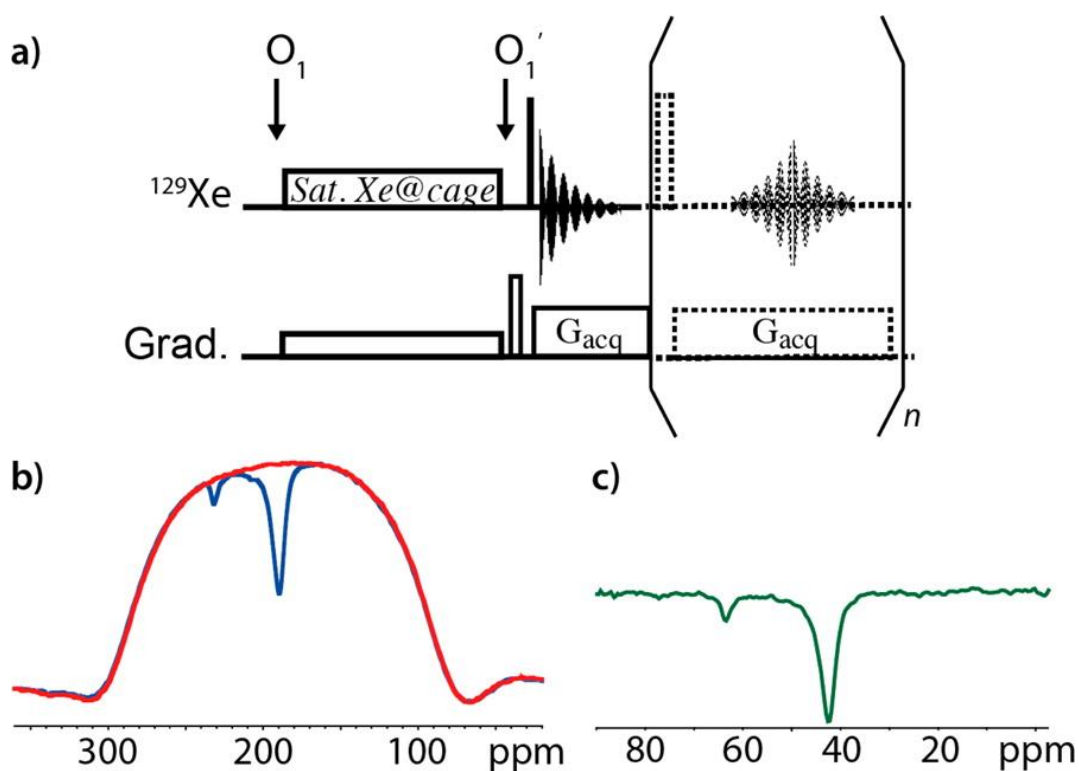 a)
O₁ O₁'
¹²⁹Xe Sat. Xe@cage
Grad. Gacq Gacq
n
b)
c)
300 200 100 ppm
80 60 40 20 ppm